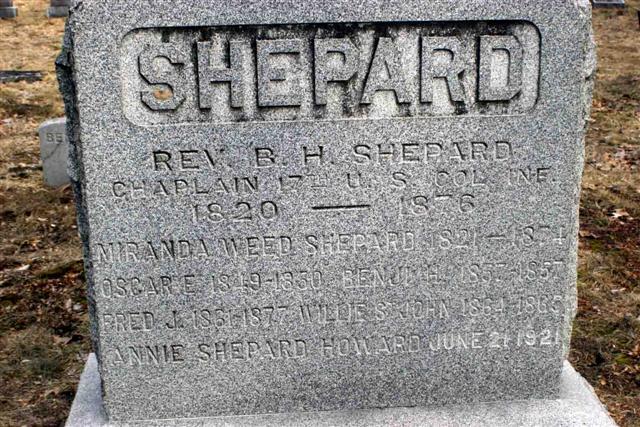 SHEPARD
REV. B. H. SHEPARD
CHAPLAIN 17TH U. S. COL. INF.
1820 — 1876
MIRANDA WEED SHEPARD 1821 — 1874
OSCAR E. 1849-1850 BENJ. H. 1857-1857
FRED J. 1861-1877 WILLIE ST JOHN 1864-1865
ANNIE SHEPARD HOWARD JUNE 21 1921
BE